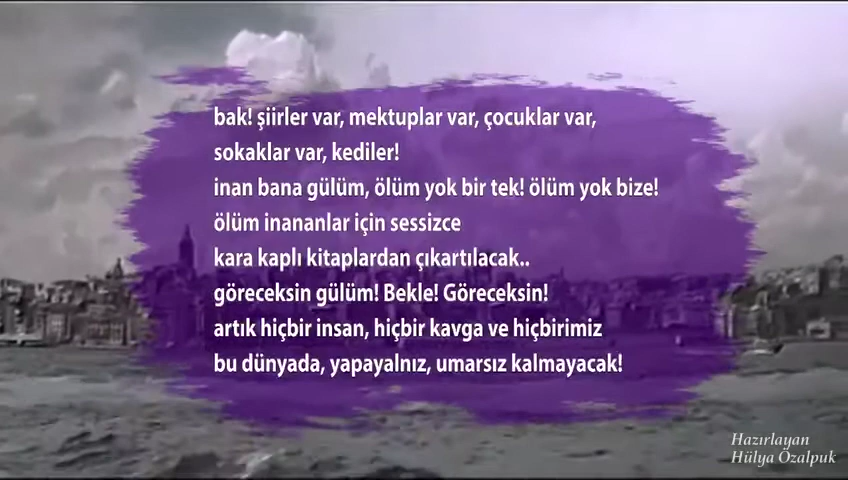 bak! şiirler var, mektuplar var, çocuklar var,
sokaklar var, kediler!
inan bana gülüm, ölüm yok bir tek! ölüm yok bize!
ölüm inananlar için sessizce
kara kaplı kitaplardan çıkartılacak..
göreceksin gülüm! Bekle! Göreceksin!
artık hiçbir insan, hiçbir kavga ve hiçbirimiz
bu dünyada, yapayalnız, umarsız kalmayacak!
Hazırlayan
Hülya Özalpuk